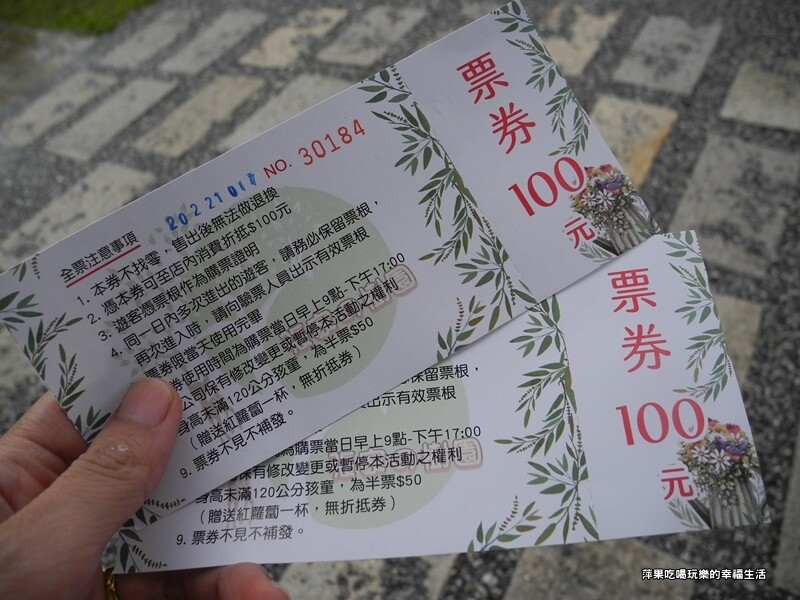 票券
100
元
NO. 30184
全票注意事項
1. 本券不找零，售出後無法做退換
2. 憑本券可至店內消費折抵$100元
3. 遊客憑票根作為購票證明
4. 同一日內多次進出的遊客，請務必保留票根，
再次入時，請向驗票人員出示有效票根
票券限當天使用完畢
券使用時間為購票當日早上9點-下午17:00
公司保有修改變更或暫停本活動之權利
身高未滿120公分孩童，為半票$50
（贈送紅蘿蔔一杯，無折抵券）
9. 票券不見不補發。
票券
100
元
保留票根，
出示有效票根
為購票當日早上9點-下午17:00
保有修改變更或暫停本活動之權利
身高未滿120公分孩童，為半票$50
（贈送紅蘿蔔一杯，無折抵券）
9. 票券不見不補發。
萍果吃喝玩樂的幸福生活